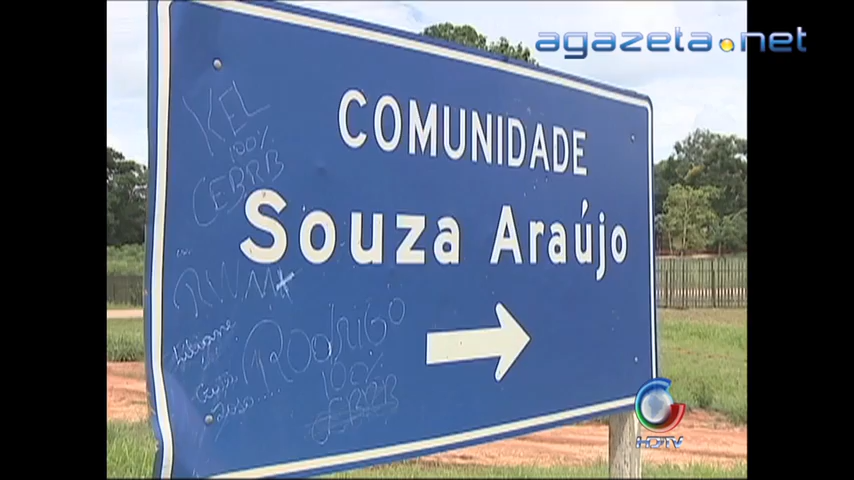 agazeta.net
COMUNIDADE
Souza Araújo
KEL
100%
CEBRB
RODRIGO
100%
CEBRB
HDTV